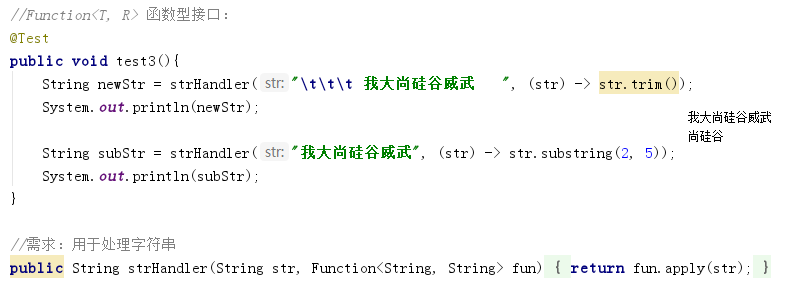 //Function<T, R> 函数型接口:
@Test
public void test3(){
String newStr = strHandler( str: "\t\t\t 我大尚硅谷威武   ", (str) -> str.trim());
System.out.println(newStr);
我大尚硅谷威武
尚硅谷
String subStr = strHandler( str: "我大尚硅谷威武", (str) -> str.substring(2, 5));
System.out.println(subStr);
}
//需求: 用于处理字符串
public String strHandler(String str, Function<String, String> fun) { return fun.apply(str); }